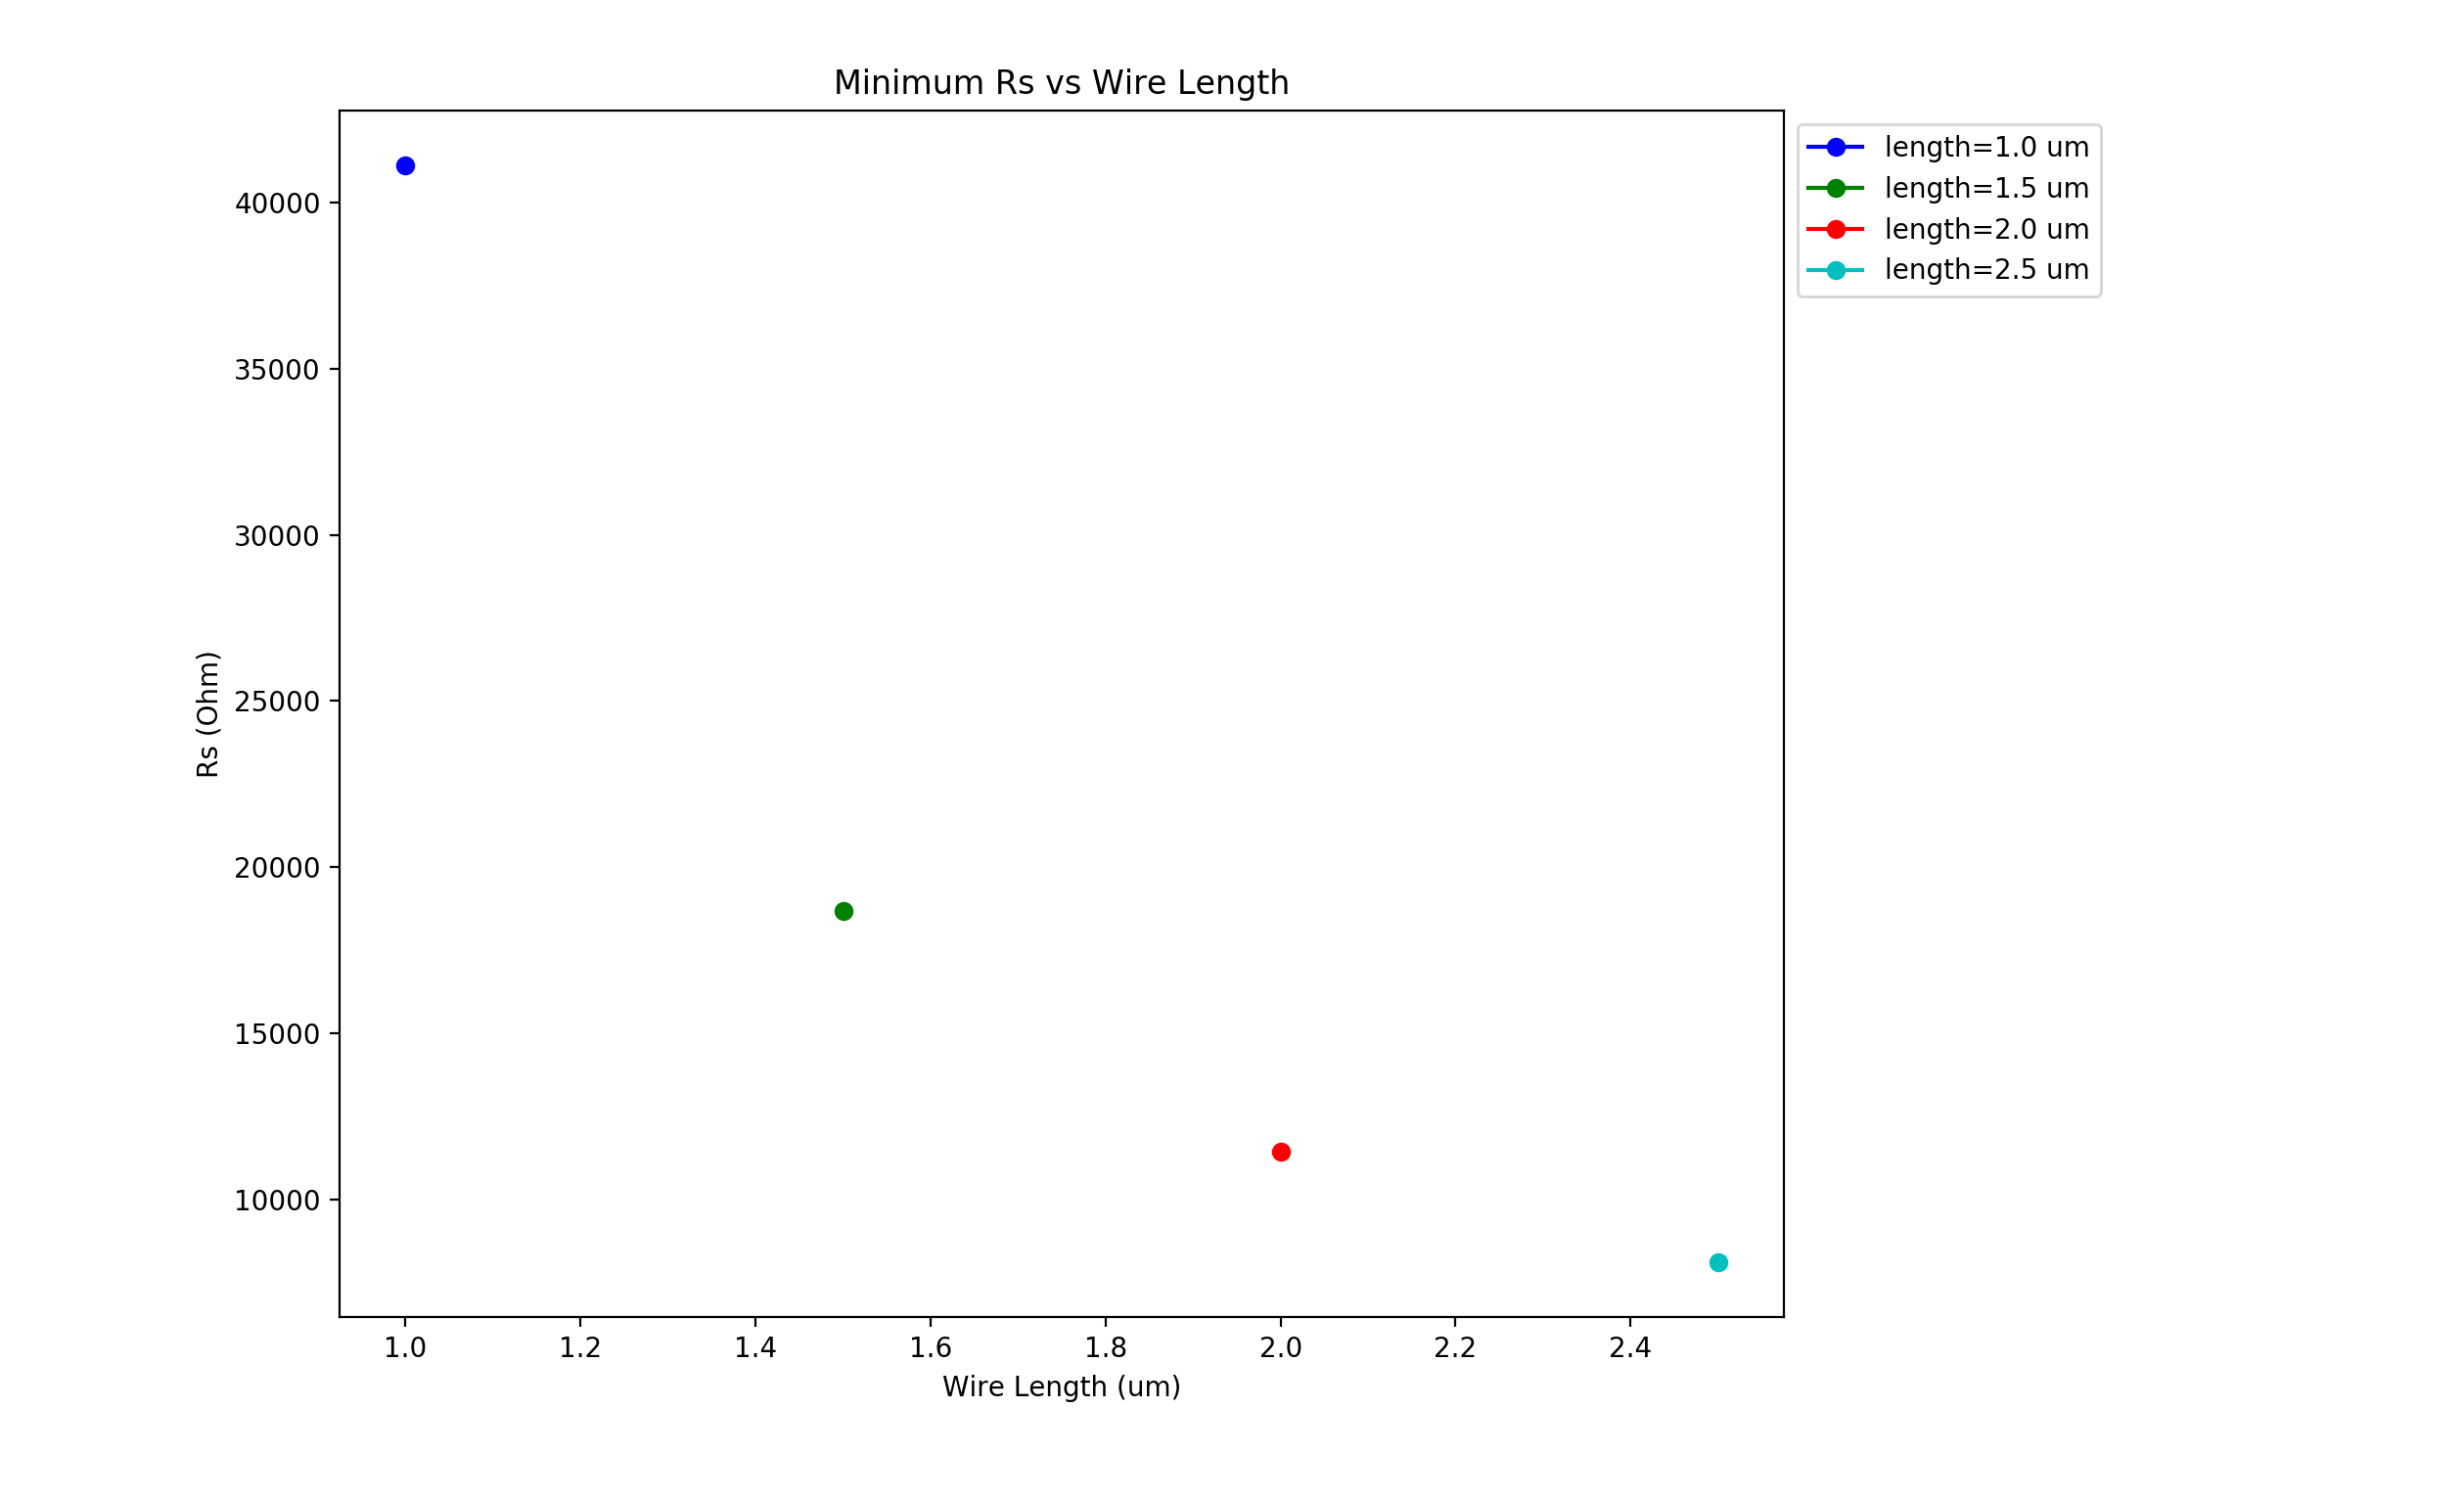 Minimum Rs vs Wire Length
length=1.0 um
length=1.5 um
length=2.0 um
length=2.5 um
Rs (Ohm)
40000
35000
30000
25000
20000
15000
10000
1.0 1.2 1.4 1.6 1.8 2.0 2.2 2.4
Wire Length (um)